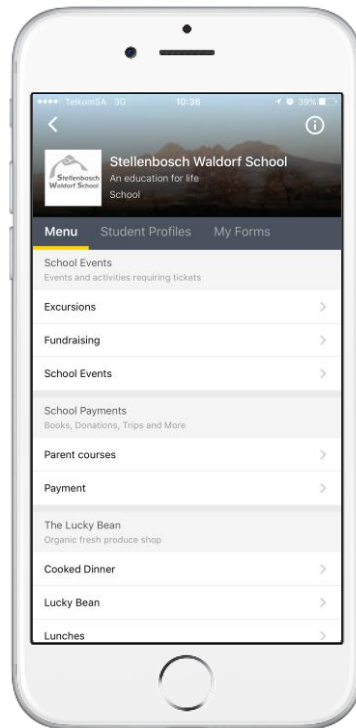 TelkomSA 3G 10:36 39%
Stellenbosch Waldorf School
An education for life
School
Stellenbosch
Waldorf School
Menu Student Profiles My Forms
School Events
Events and activities requiring tickets
Excursions
Fundraising
School Events
School Payments
Books, Donations, Trips and More
Parent courses
Payment
The Lucky Bean
Organic fresh produce shop
Cooked Dinner
Lucky Bean
Lunches